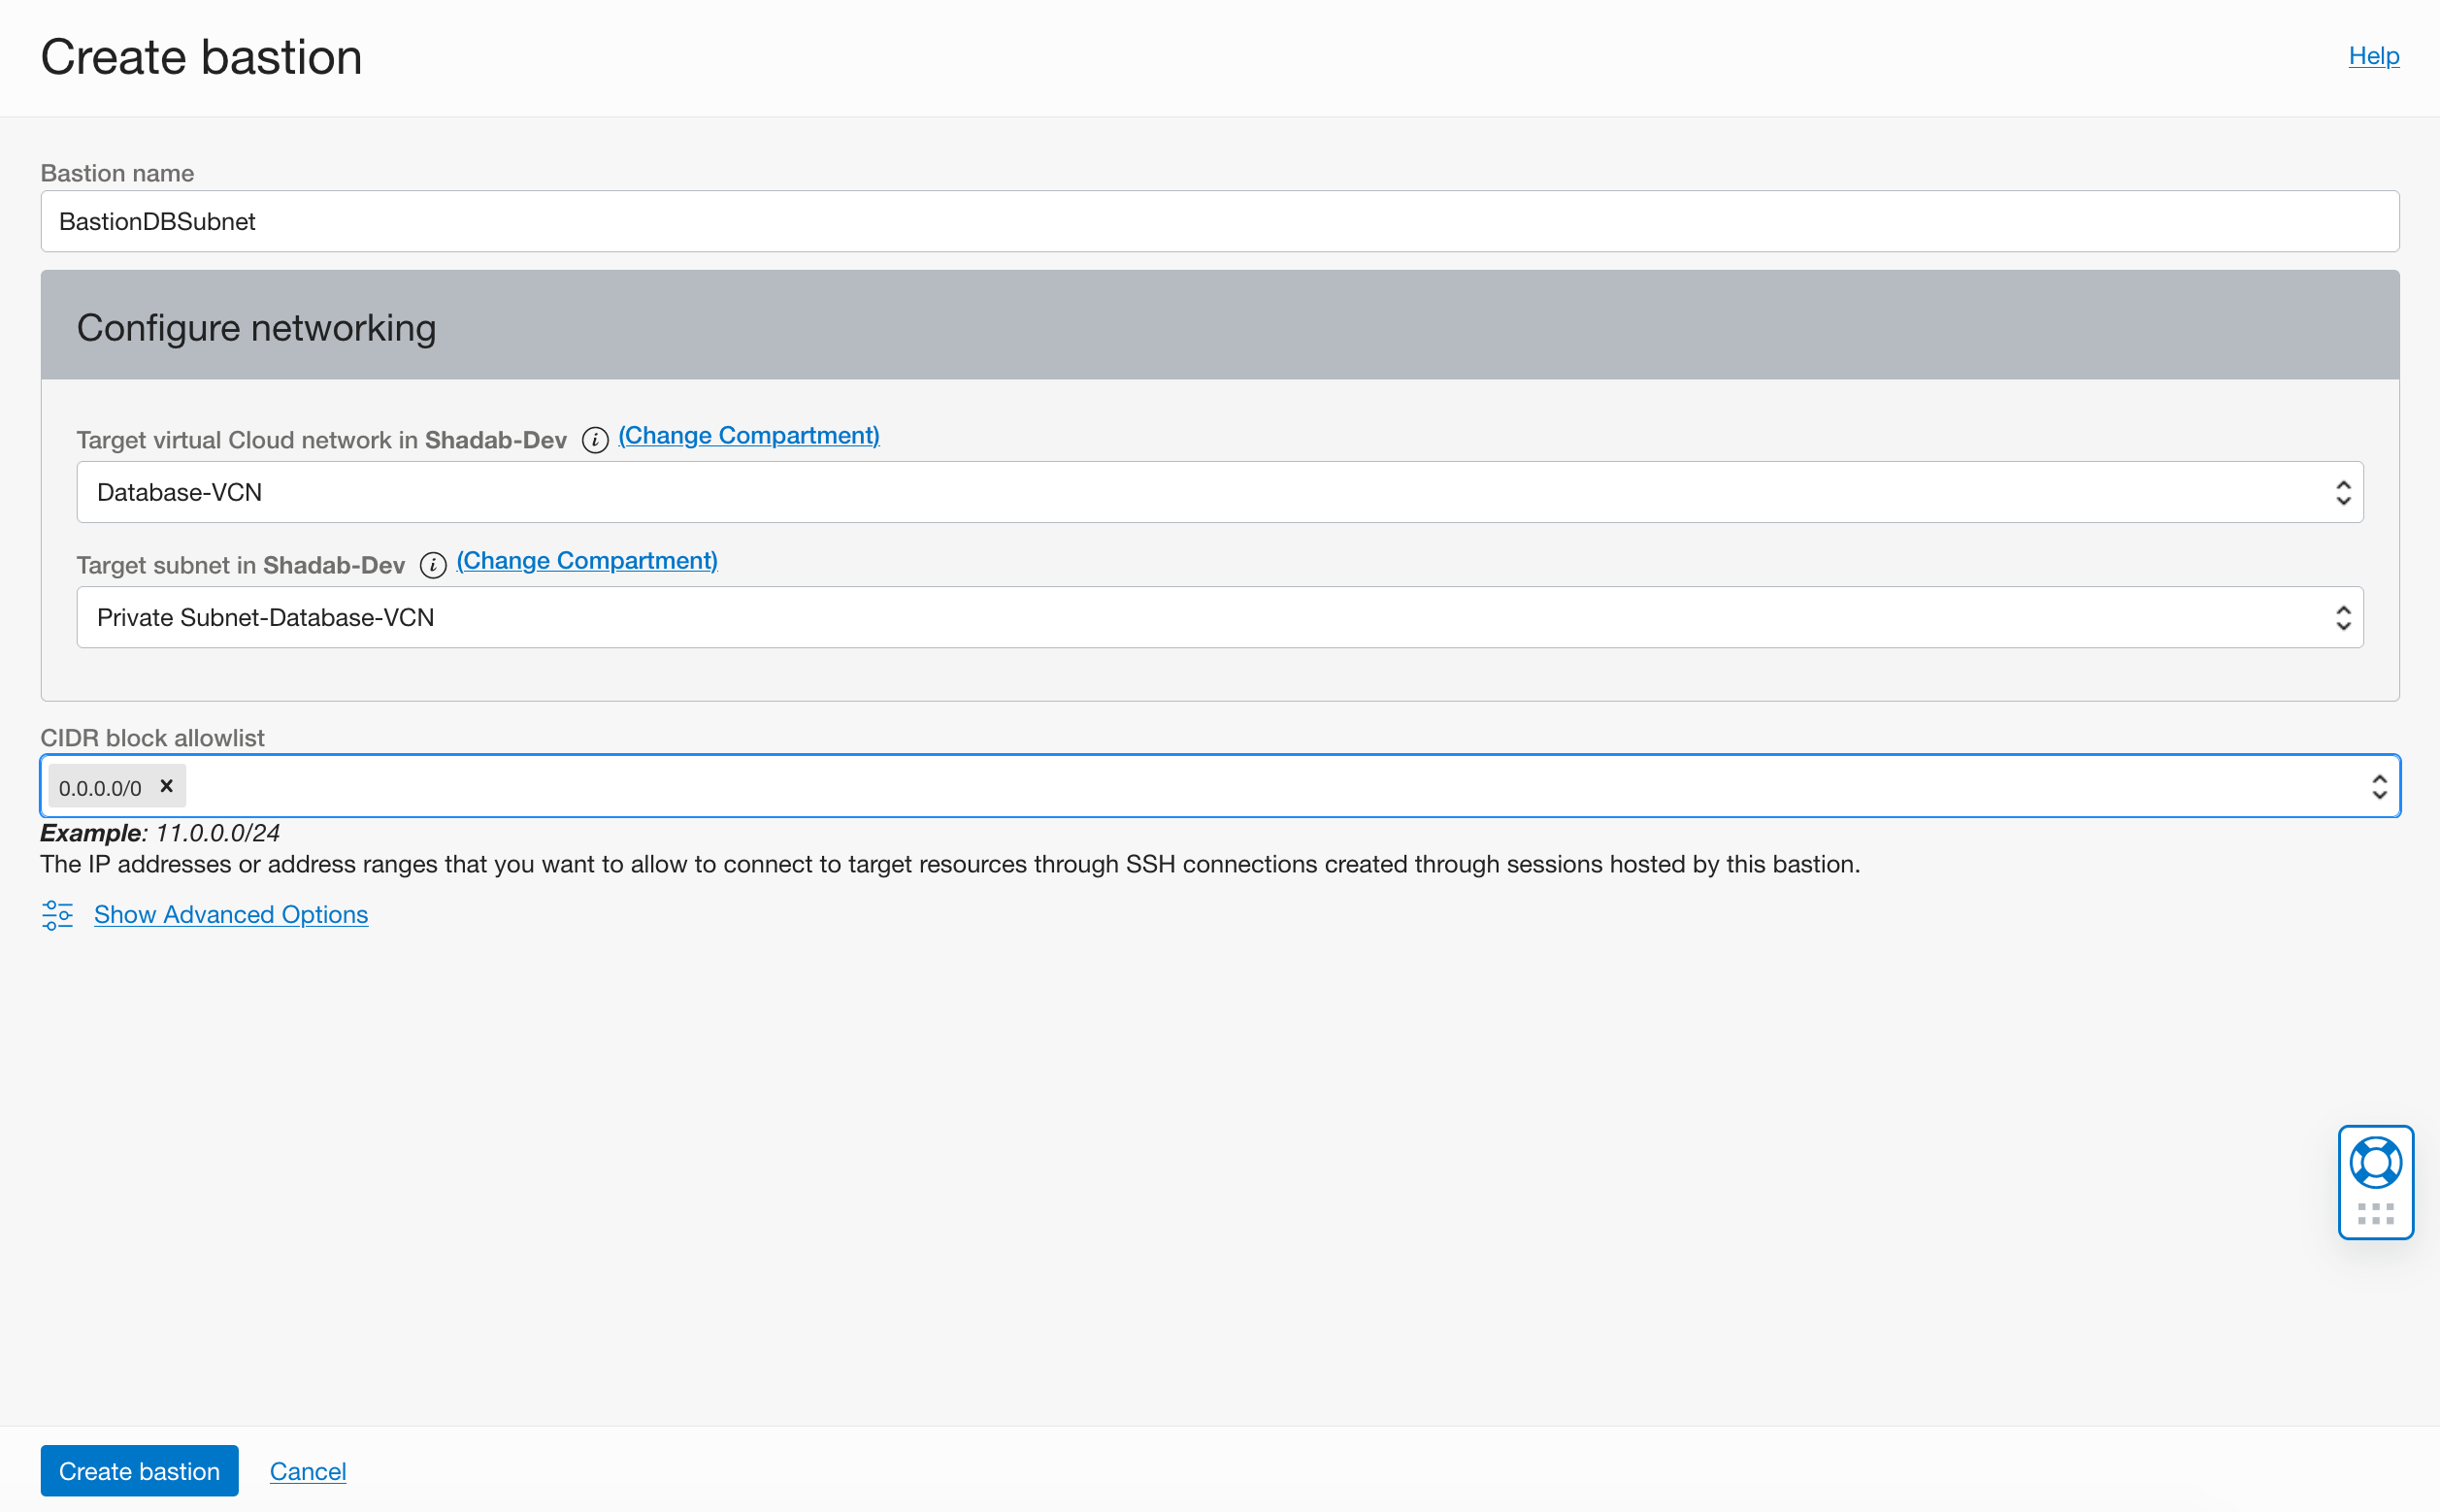 Create bastion
Help
Bastion name
BastionDBSubnet
Configure networking
Target virtual Cloud network in Shadab-Dev i (Change Compartment)
Database-VCN
Target subnet in Shadab-Dev i (Change Compartment)
Private Subnet-Database-VCN
CIDR block allowlist
0.0.0.0/0 ×
Example: 11.0.0.0/24
The IP addresses or address ranges that you want to allow to connect to target resources through SSH connections created through sessions hosted by this bastion.
Show Advanced Options
Create bastion Cancel